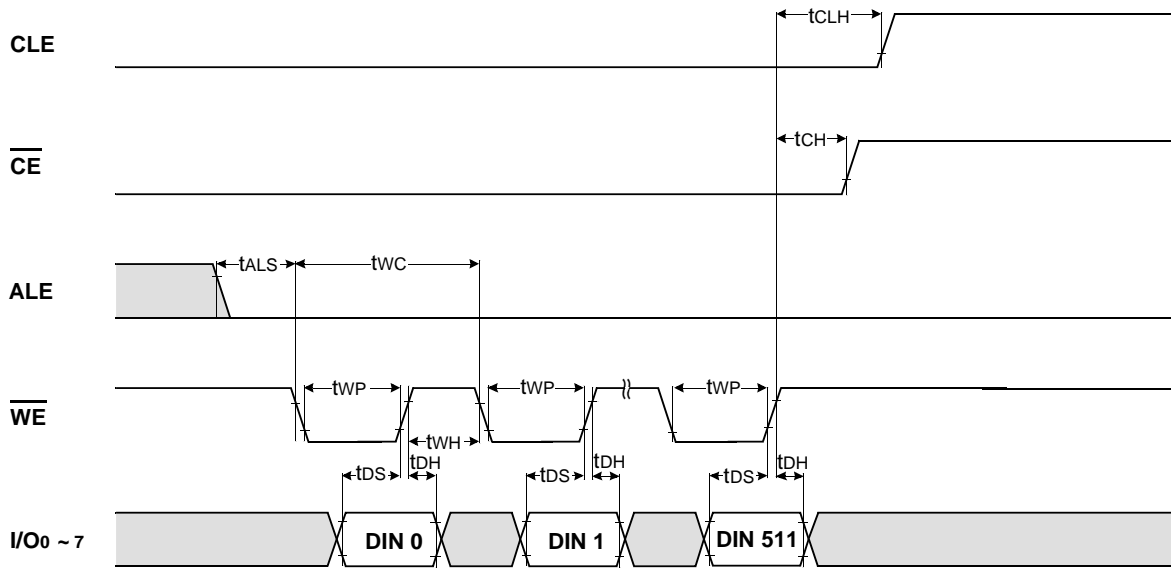 CLE
tCLH
CE
tCH
ALE
tALS
tWC
WE
tWP
tWP
tWP
tWH
tDS
tDH
tDS
tDH
tDS
tDH
I/O0 ~ 7
DIN 0
DIN 1
DIN 511